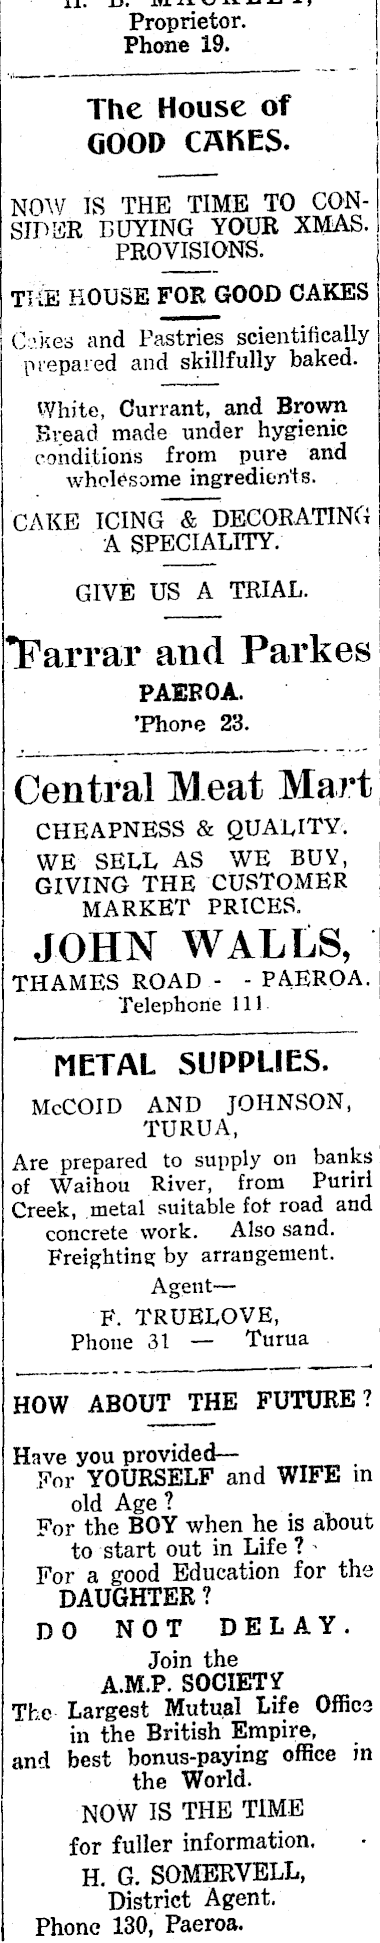 H. B. MACKLEY,
Proprietor.
Phone 19.
The House of
GOOD CAKES.
NOW IS THE TIME TO CON-
SIDER BUYING YOUR XMAS.
PROVISIONS.
THE HOUSE FOR GOOD CAKES
Cakes and Pastries scientifically
prepared and skillfully baked.
White, Currant, and Brown
Bread made under hygienic
conditions from pure and
wholesome ingredients.
CAKE ICING & DECORATING
A SPECIALITY.
GIVE US A TRIAL.
Farrar and Parkes
PAEROA.
'Phone 23.
Central Meat Mart
CHEAPNESS & QUALITY.
WE SELL AS WE BUY,
GIVING THE CUSTOMER
MARKET PRICES.
JOHN WALLS,
THAMES ROAD - - PAEROA.
Telephone 111
METAL SUPPLIES.
McCOID AND JOHNSON,
TURUA,
Are prepared to supply on banks
of Waihou River, from Puriri
Creek, metal suitable for road and
concrete work. Also sand.
Freighting by arrangement.
Agent—
F. TRUELOVE,
Phone 31 — Turua
HOW ABOUT THE FUTURE?
Have you provided—
For YOURSELF and WIFE in
old Age?
For the BOY when he is about
to start out in Life?
For a good Education for the
DAUGHTER?
DO NOT DELAY.
Join the
A.M.P. SOCIETY
The Largest Mutual Life Office
in the British Empire,
and best bonus-paying office in
the World.
NOW IS THE TIME
for fuller information.
H. G. SOMERVELL,
District Agent.
Phone 130, Paeroa.